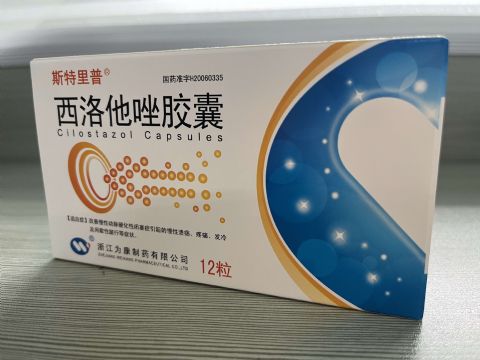 斯特里普®
国药准字H20060335
西洛他唑胶囊
Cilostazol Capsules
【适应症】改善慢性动脉硬化性闭塞症引起的慢性溃疡、疼痛、发冷
及间歇性跛行等症状。
浙江为康制药有限公司
ZHEJIANG WEIKANG PHARMACEUTICAL CO.,LTD
12粒